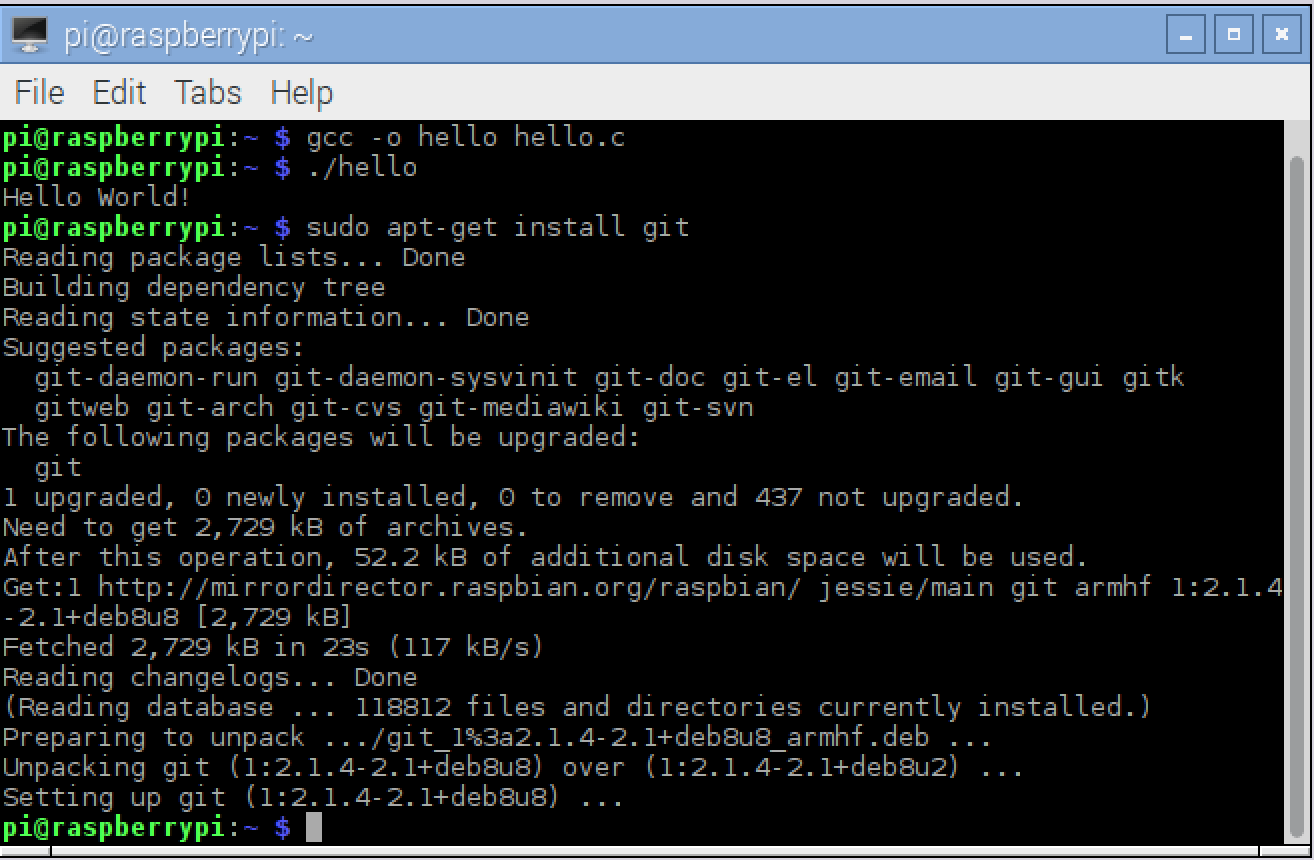 pi@raspberrypi: ~
File Edit Tabs Help
pi@raspberrypi:~ $ gcc -o hello hello.c
pi@raspberrypi:~ $ ./hello
Hello World!
pi@raspberrypi:~ $ sudo apt-get install git
Reading package lists... Done
Building dependency tree
Reading state information... Done
Suggested packages:
  git-daemon-run git-daemon-sysvinit git-doc git-el git-email git-gui gitk
  gitweb git-arch git-cvs git-mediawiki git-svn
The following packages will be upgraded:
  git
1 upgraded, 0 newly installed, 0 to remove and 437 not upgraded.
Need to get 2,729 kB of archives.
After this operation, 52.2 kB of additional disk space will be used.
Get:1 http://mirrordirector.raspbian.org/raspbian/ jessie/main git armhf 1:2.1.4
-2.1+deb8u8 [2,729 kB]
Fetched 2,729 kB in 23s (117 kB/s)
Reading changelogs... Done
(Reading database ... 118812 files and directories currently installed.)
Preparing to unpack .../git_1%3a2.1.4-2.1+deb8u8_armhf.deb ...
Unpacking git (1:2.1.4-2.1+deb8u8) over (1:2.1.4-2.1+deb8u2) ...
Setting up git (1:2.1.4-2.1+deb8u8) ...
pi@raspberrypi:~ $